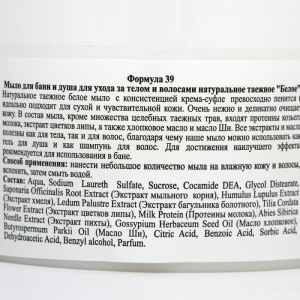 Формула 39
Мыло для бани и душа для ухода за телом и волосами натуральное таежное "Белое"
Натуральное таежное белое мыло с консистенцией крем-суфле превосходно пенится и
идеально подходит для сухой и чувствительной кожи. Очень нежно и деликатно очищает
кожу. В состав мыла, кроме множества целебных таежных трав, входят протеины козьего
молока, экстракт цветков липы, а также хлопковое масло и масло Ши. Все экстракты и масла
полезны как для тела, так и для волос, благодаря чему наше мыло можно использовать как
гель для душа и как шампунь для волос. Для достижения наилучшего эффекта
рекомендуется для использования в бане.
Способ применения: нанести небольшое количество мыла на влажную кожу и волосы,
вспенить, затем смыть водой.
Состав: Aqua, Sodium Laureth Sulfate, Sucrose, Cocamide DEA, Glycol Distearate,
Saponaria Officinalis Root Extract (Экстракт мыльного корня), Humulus Lupulus Extract
(Экстракт хмеля), Ledum Palustre Extract (Экстракт багульника болотного), Tilia Cordata
Flower Extract (Экстракт цветков липы), Milk Protein (Протеины молока), Abies Sibirica
Needle Extract (Экстракт пихты), Gossypium Herbaceum Seed Oil (Масло хлопковое),
Butyrospermum Parkii Oil (Масло Ши), Citric Acid, Benzoic Acid, Sorbic Acid,
Dehydroacetic Acid, Benzyl alcohol, Parfum.